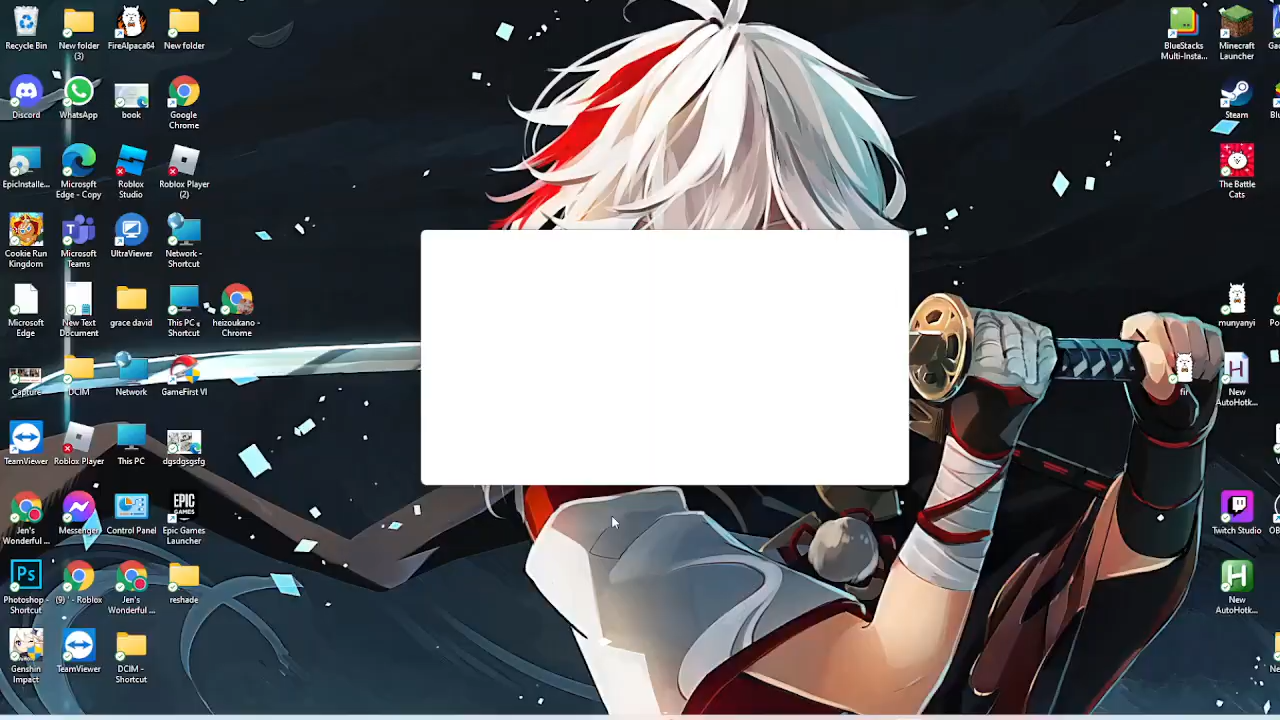 Recycle Bin
New folder
(3)
FireAlpaca64
New folder
Discord
WhatsApp
book
Google
Chrome
EpicInstalle...
Microsoft
Edge - Copy
Roblox
Studio
Roblox Player
(2)
Cookie Run
Kingdom
Microsoft
Teams
UltraViewer
Network -
Shortcut
Microsoft
Edge
New Text
Document
grace david
This PC -
Shortcut
heizoukano -
Chrome
Capture
DCIM
Network
GameFirst VI
TeamViewer
Roblox Player
This PC
dgsdgsgsfg
Jen's
Wonderful ...
Messenger
Control Panel
EPIC
GAMES
Epic Games
Launcher
Ps
Photoshop -
Shortcut
(9) ' - Roblox
Jen's
Wonderful ...
reshade
Genshin
Impact
TeamViewer
DCIM -
Shortcut
BlueStacks
Multi-Insta...
Minecraft
Launcher
Steam
The Battle
Cats
munyanyi
fir
H
New
AutoHotk...
Twitch Studio
H
New
AutoHotk...